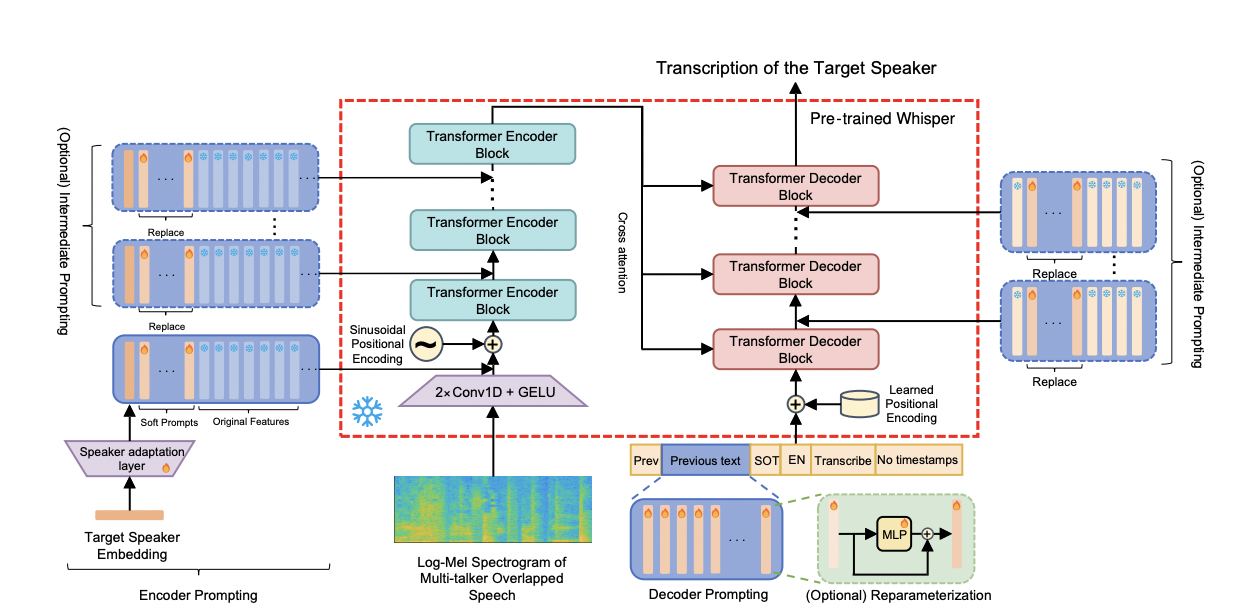 Transcription of the Target Speaker
Pre-trained Whisper
(Optional) Intermediate Prompting
. . .
Replace
. . .
Replace
. . .
Soft Prompts
Original Features
Speaker adaptation
layer
Target Speaker
Embedding
Encoder Prompting
Transformer Encoder
Block
Transformer Encoder
Block
Transformer Encoder
Block
Sinusoidal
Positional
Encoding
2×Conv1D + GELU
Log-Mel Spectrogram of
Multi-talker Overlapped
Speech
Cross attention
Transformer Decoder
Block
Transformer Decoder
Block
Transformer Decoder
Block
Learned
Positional
Encoding
Prev
Previous text
SOT
EN
Transcribe
No timestamps
. . .
Decoder Prompting
MLP
(Optional) Reparameterization
. . .
Replace
. . .
Replace
(Optional) Intermediate Prompting